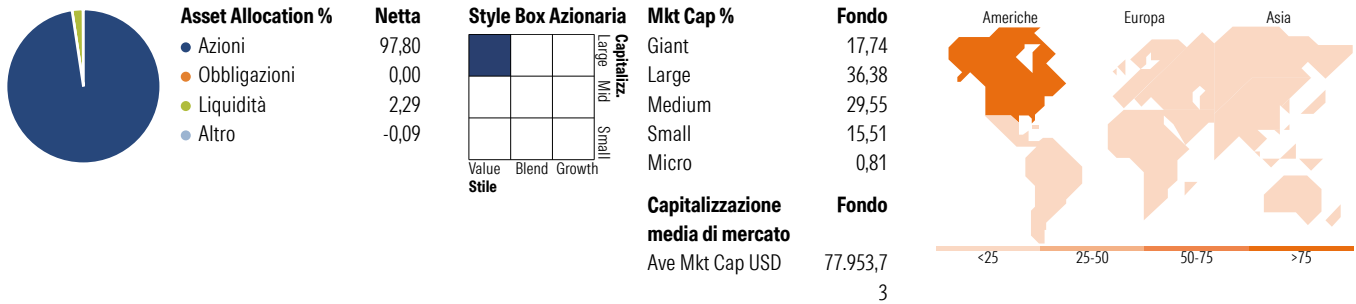 Asset Allocation % Netta
Azioni 97,80
Obbligazioni 0,00
Liquidità 2,29
Altro -0,09
Style Box Azionaria
Capitalizz.
Large
Mid
Small
Value Blend Growth
Stile
Mkt Cap % Fondo
Giant 17,74
Large 36,38
Medium 29,55
Small 15,51
Micro 0,81
Capitalizzazione Fondo
media di mercato
Ave Mkt Cap USD 77.953,7
3
Americhe Europa Asia
<25 25-50 50-75 >75